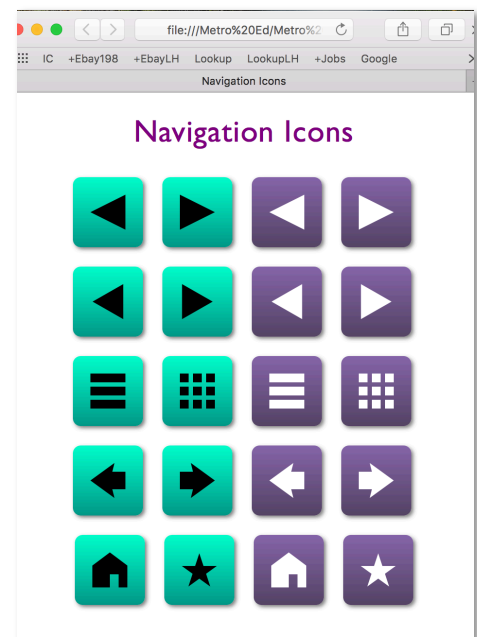 file:///Metro%20Ed/Metro%2
IC +Ebay198 +EbayLH Lookup LookupLH +Jobs Google
Navigation Icons
Navigation Icons